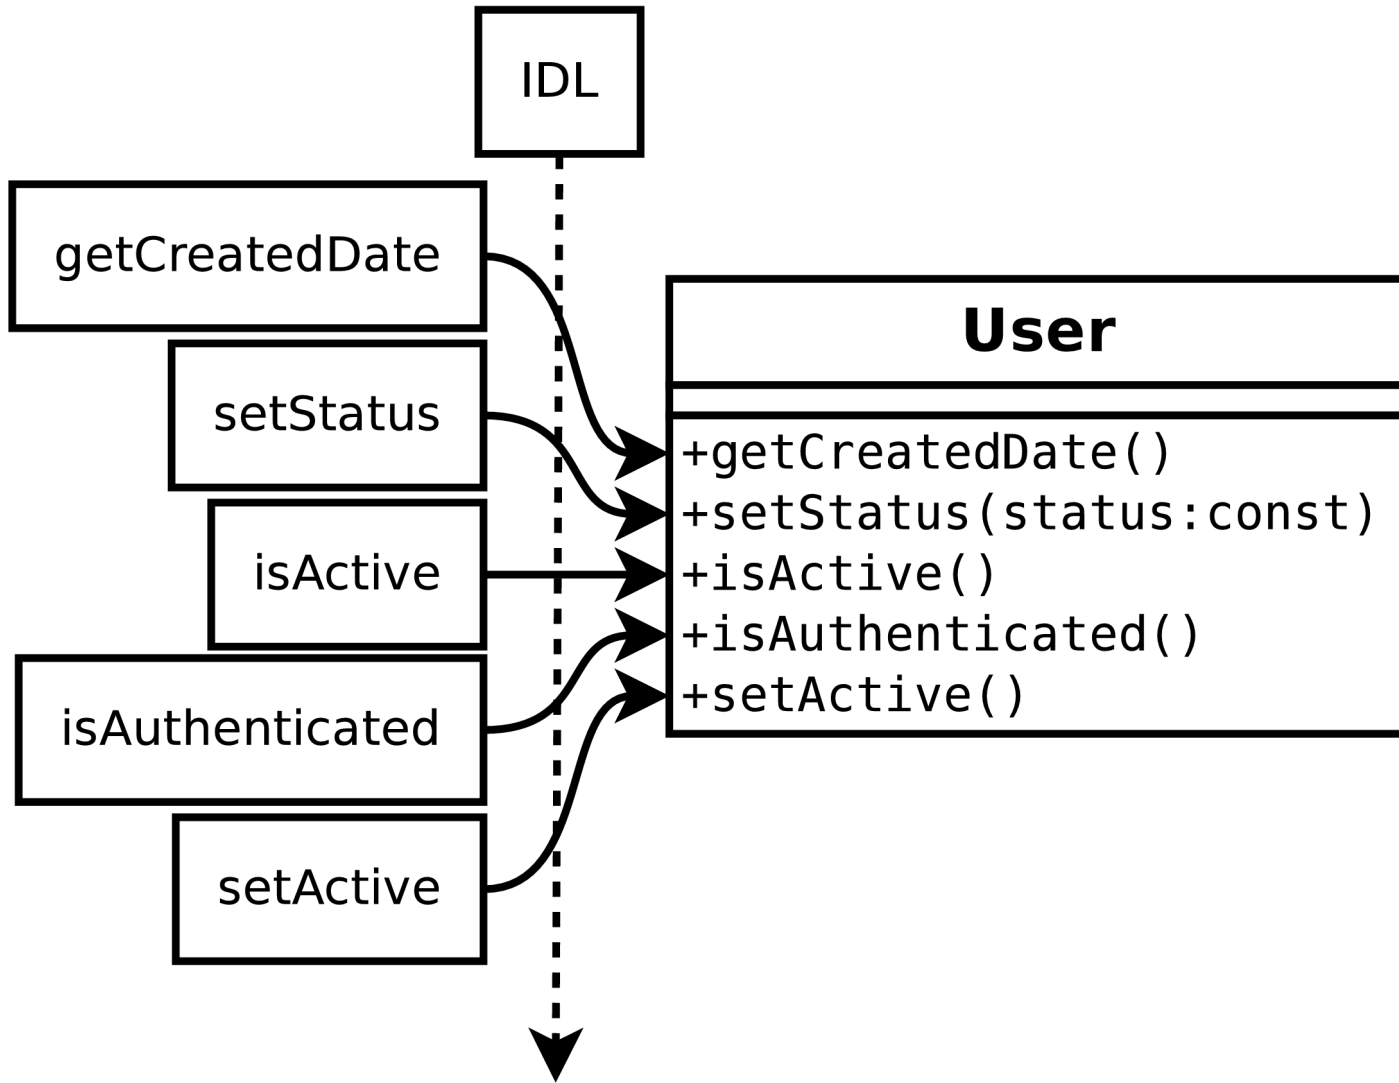 IDL
getCreatedDate
setStatus
isActive
isAuthenticated
setActive
User
+getCreatedDate()
+setStatus(status:const)
+isActive()
+isAuthenticated()
+setActive()